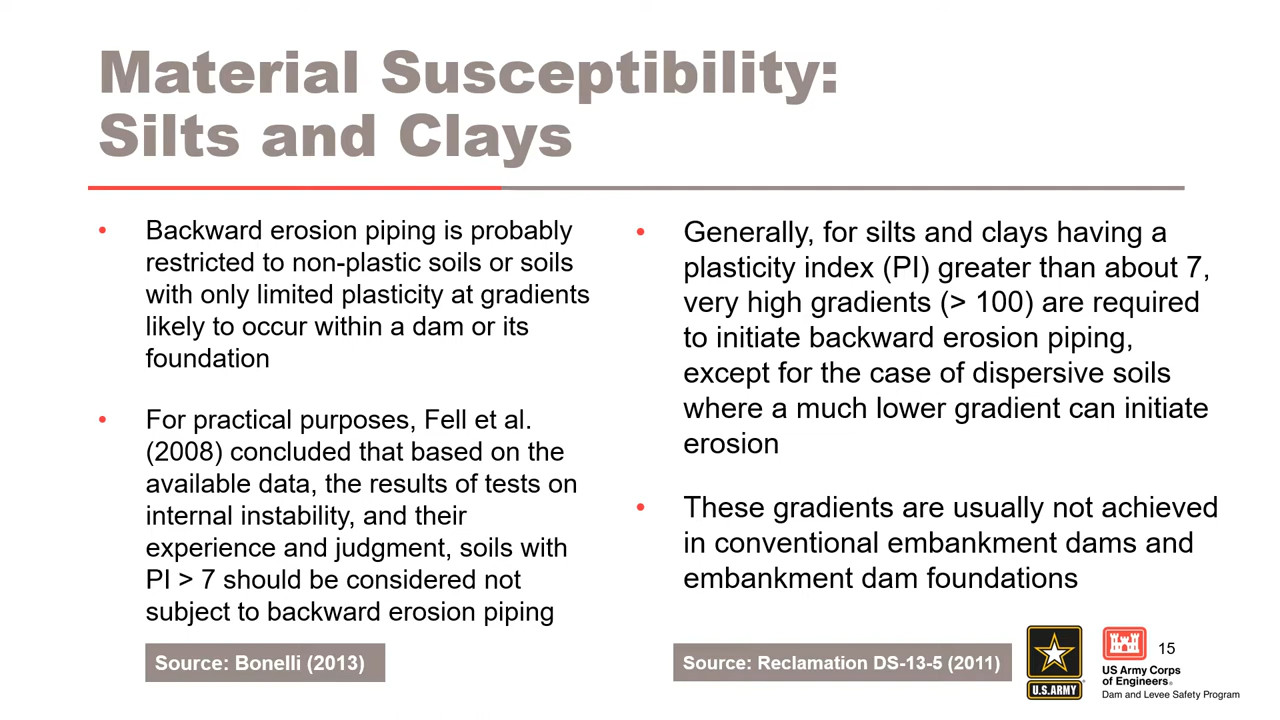 Material Susceptibility:
Silts and Clays
• Backward erosion piping is probably
restricted to non-plastic soils or soils
with only limited plasticity at gradients
likely to occur within a dam or its
foundation
• For practical purposes, Fell et al.
(2008) concluded that based on the
available data, the results of tests on
internal instability, and their
experience and judgment, soils with
PI > 7 should be considered not
subject to backward erosion piping
Source: Bonelli (2013)
• Generally, for silts and clays having a
plasticity index (PI) greater than about 7,
very high gradients (> 100) are required
to initiate backward erosion piping,
except for the case of dispersive soils
where a much lower gradient can initiate
erosion
• These gradients are usually not achieved
in conventional embankment dams and
embankment dam foundations
Source: Reclamation DS-13-5 (2011)
U.S.ARMY
15
US Army Corps
of Engineers®
Dam and Levee Safety Program